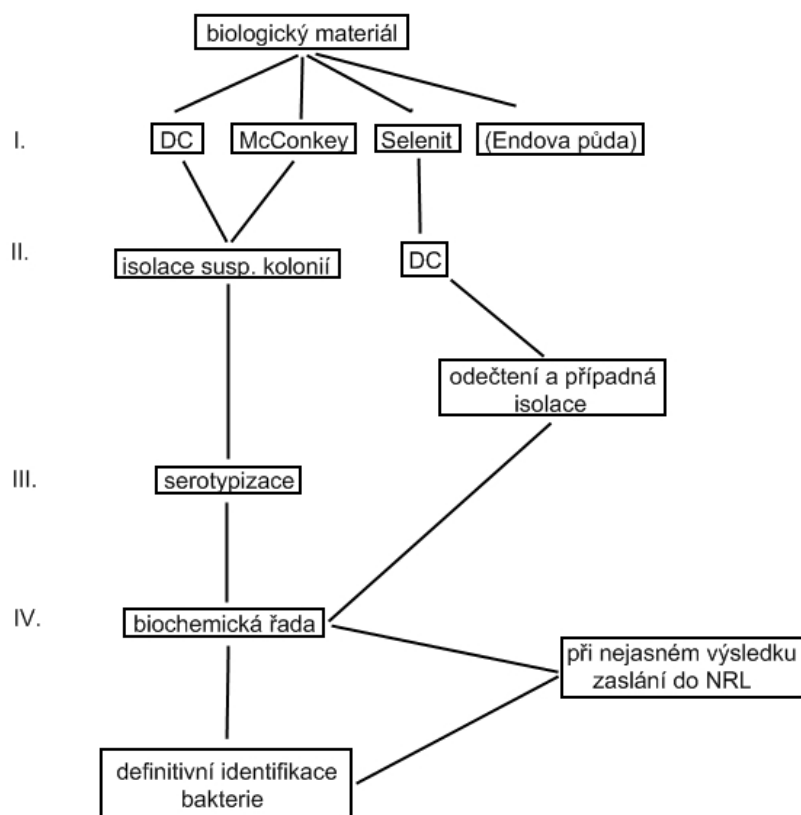 biologický materiál
I.
DC
McConkey
Selenit
(Endova půda)
II.
isolace susp. kolonií
DC
odečtení a případná
isolace
III.
serotypizace
IV.
biochemická řada
při nejasném výsledku
zaslání do NRL
definitivní identifikace
bakterie